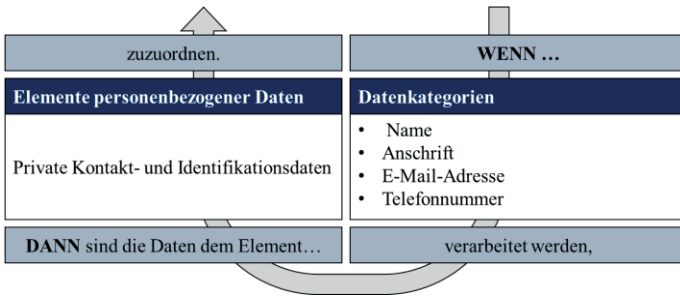 zuzuordnen.
WENN …
Elemente personenbezogener Daten
Datenkategorien
Private Kontakt- und Identifikationsdaten
• Name
• Anschrift
• E-Mail-Adresse
• Telefonnummer
DANN sind die Daten dem Element…
verarbeitet werden,